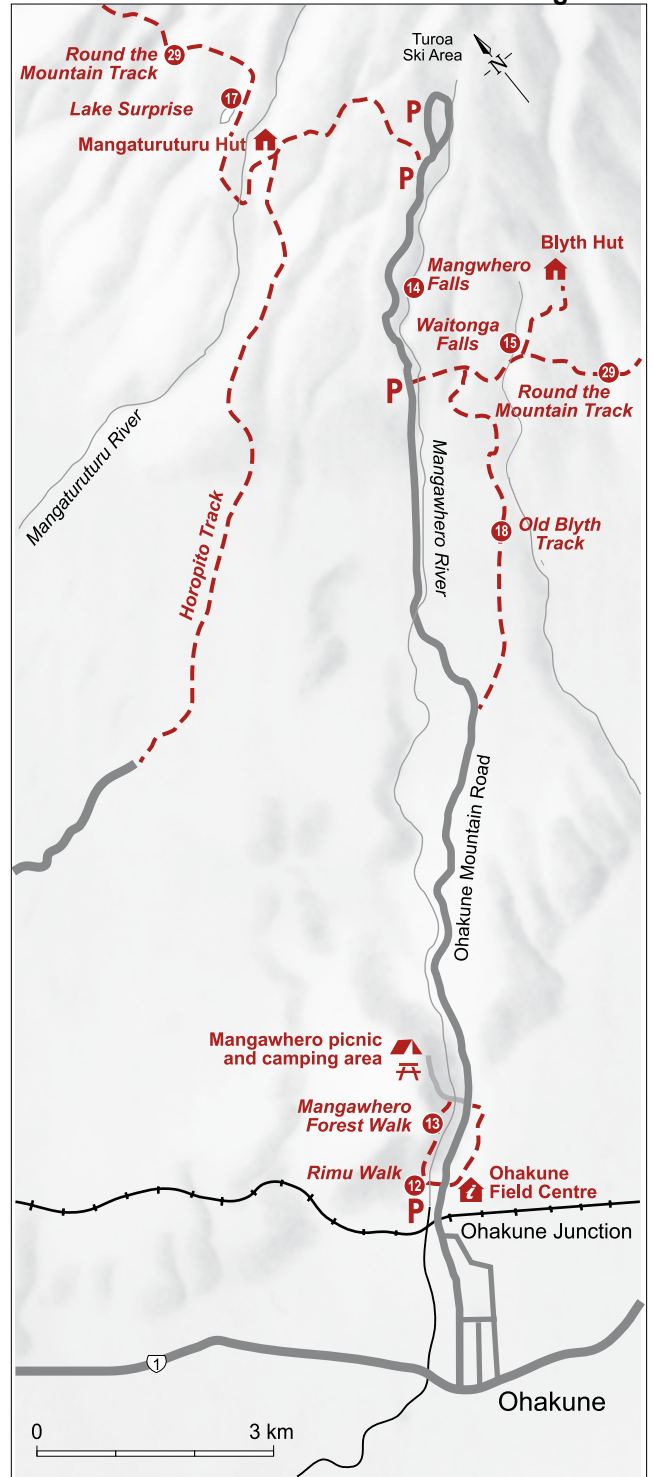 Turoa
Ski Area
N
Round the
Mountain Track
29
17
Lake Surprise
Mangaturuturu Hut
P
P
Blyth Hut
14
Mangwhero
Falls
Waitonga
Falls
15
29
Round the
Mountain Track
P
Mangaturuturu River
Mangawhero River
Horopito Track
18
Old Blyth
Track
Ohakune Mountain Road
Mangawhero picnic
and camping area
Mangawhero
Forest Walk
13
Rimu Walk
12
P
i
Ohakune
Field Centre
Ohakune Junction
1
Ohakune
0 3 km